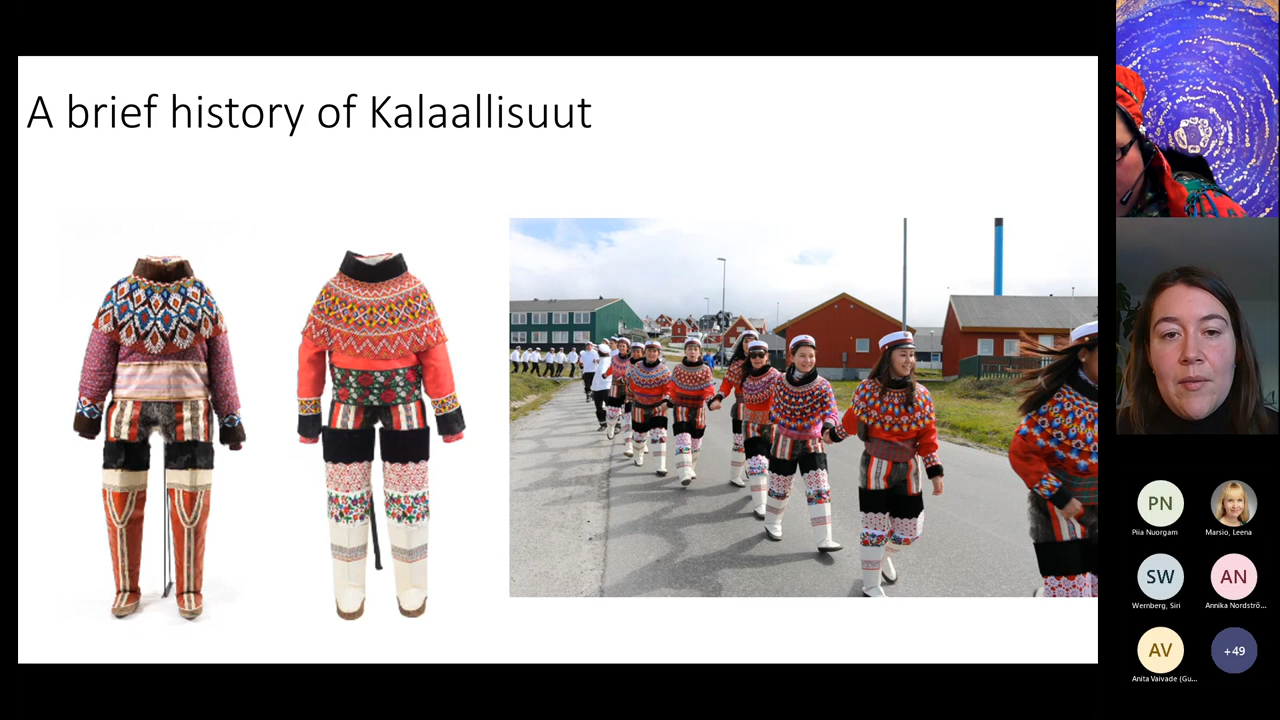 A brief history of Kalaallisuut
PN
Piia Nuorgam
Marsio, Leena
SW
Wernberg, Siri
AN
Annika Nordströ...
AV
Anita Vaivade (Gu...
+49